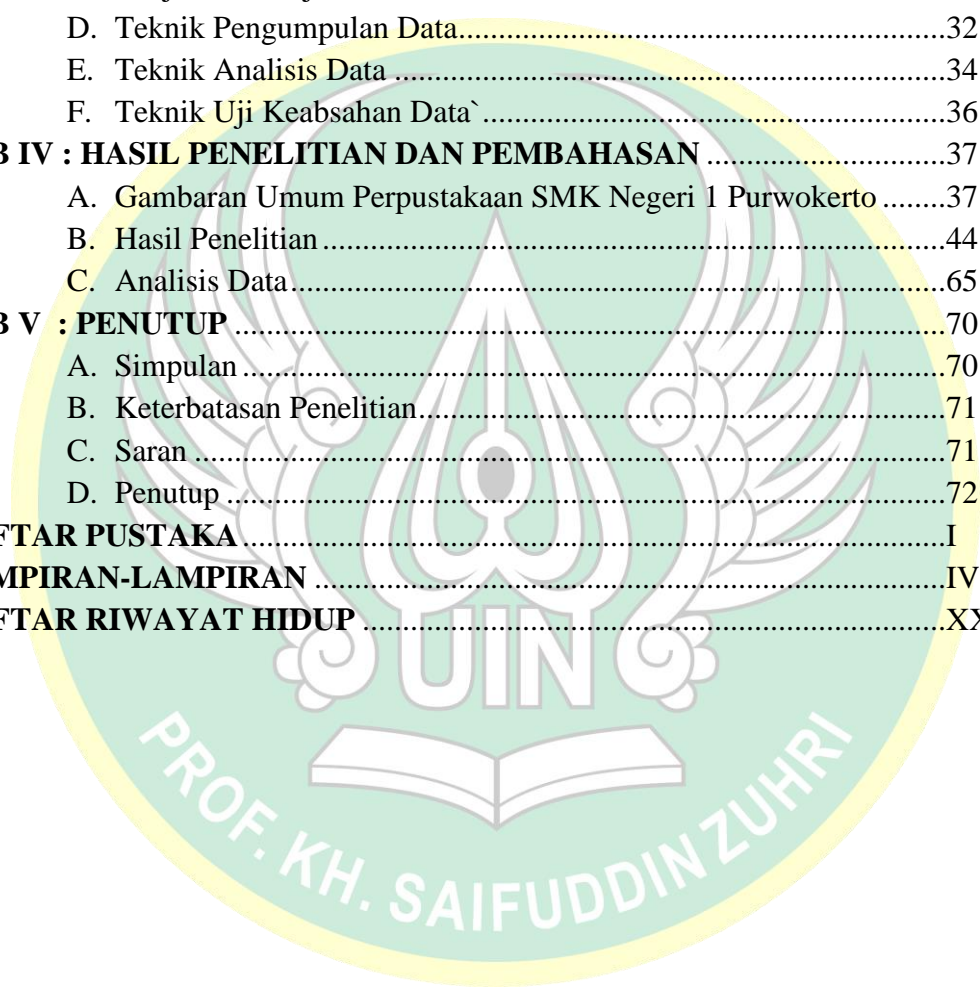 D. Teknik Pengumpulan Data..........................................................32
E. Teknik Analisis Data ..................................................................34
F. Teknik Uji Keabsahan Data` .......................................................36
B IV : HASIL PENELITIAN DAN PEMBAHASAN ............................37
A. Gambaran Umum Perpustakaan SMK Negeri 1 Purwokerto ........37
B. Hasil Penelitian ..........................................................................44
C. Analisis Data ..............................................................................65
B V : PENUTUP .................................................................................70
A. Simpulan ....................................................................................70
B. Keterbatasan Penelitian...............................................................71
C. Saran ..........................................................................................71
D. Penutup ......................................................................................72
FTAR PUSTAKA ................................................................................I
MPIRAN-LAMPIRAN ........................................................................IV
FTAR RIWAYAT HIDUP ...................................................................XX
UIN
PROF. KH. SAIFUDDIN ZUHRI